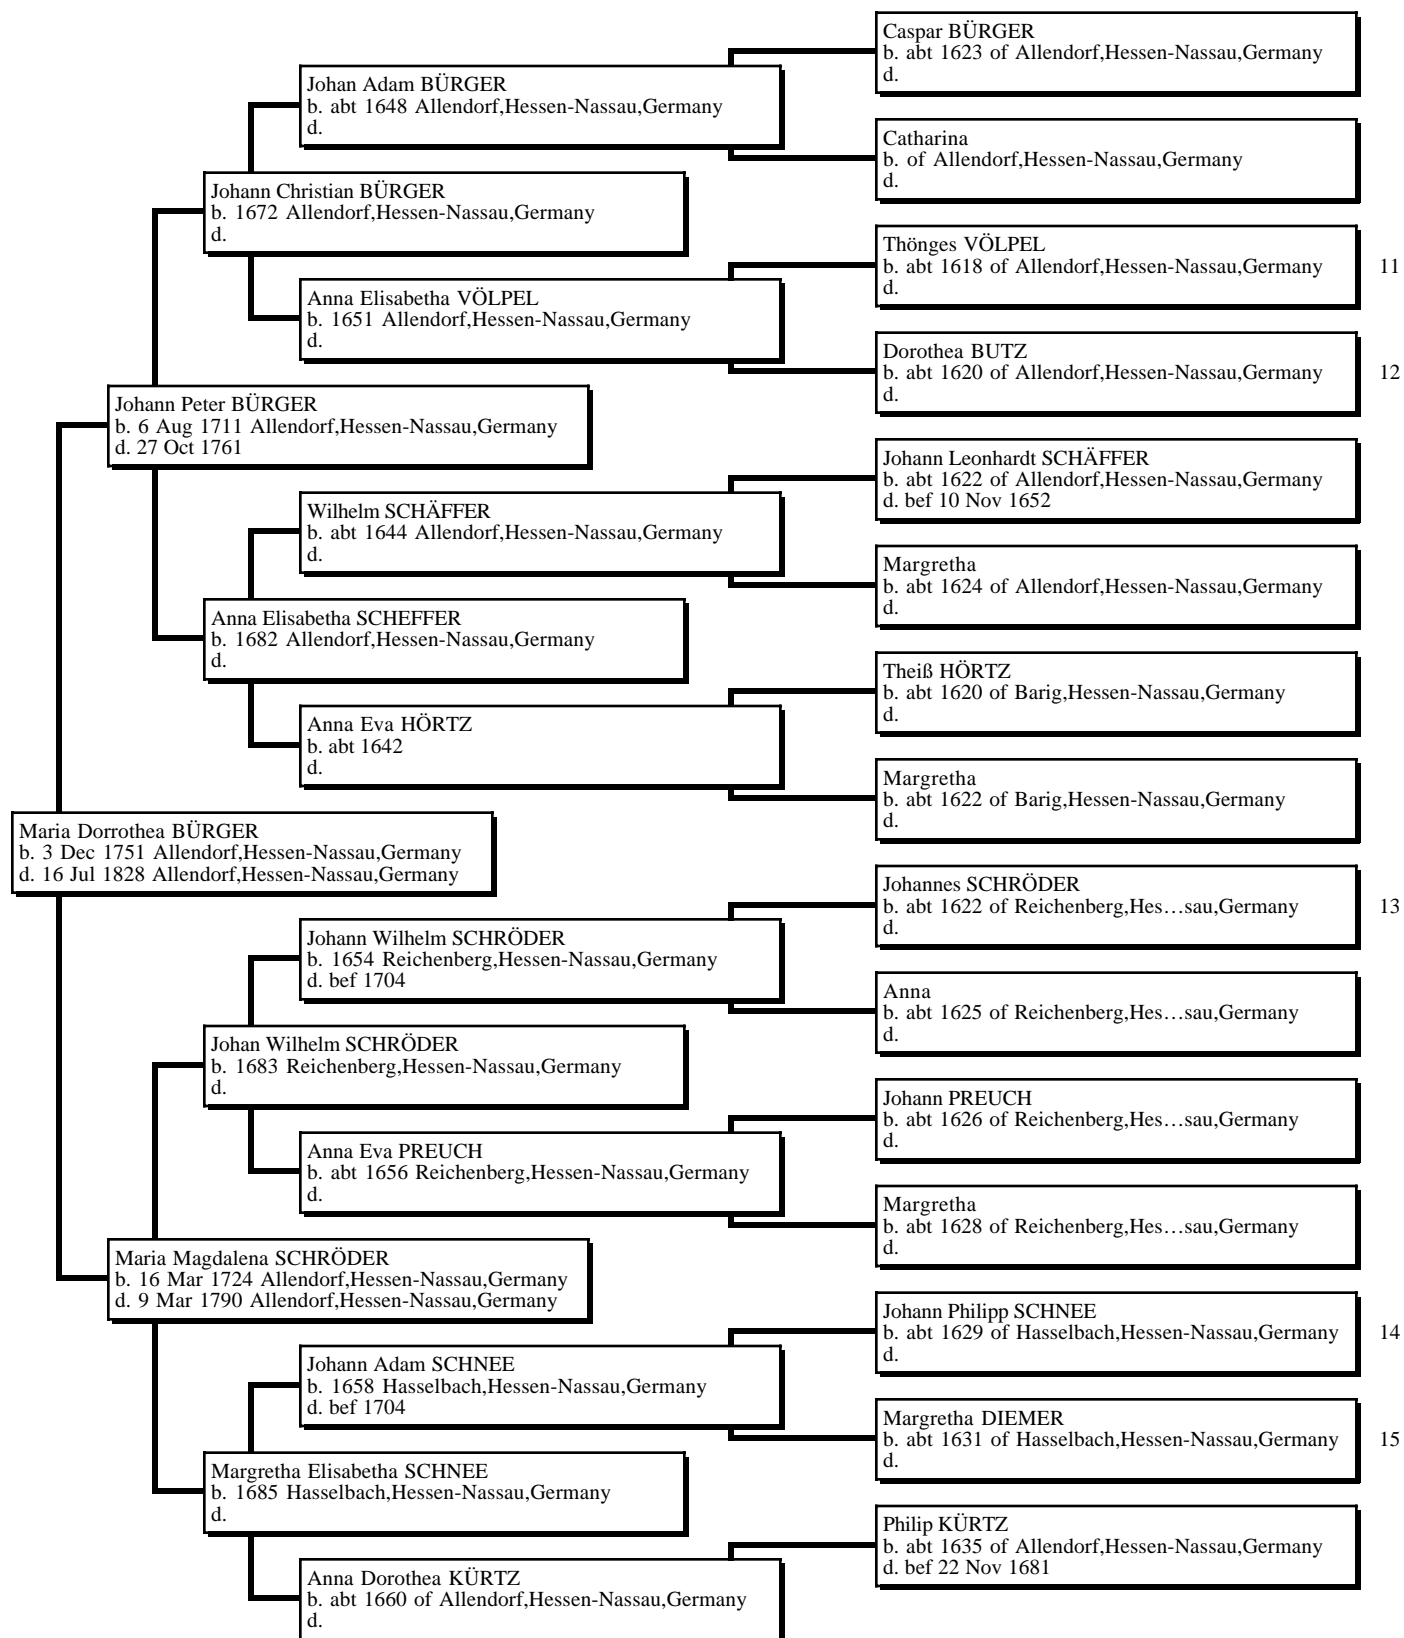 Caspar BÜRGER
b. abt 1623 of Allendorf,Hessen-Nassau,Germany
d.
Johan Adam BÜRGER
b. abt 1648 Allendorf,Hessen-Nassau,Germany
d.
Catharina
b. of Allendorf,Hessen-Nassau,Germany
d.
Johann Christian BÜRGER
b. 1672 Allendorf,Hessen-Nassau,Germany
d.
Thönges VÖLPEL
b. abt 1618 of Allendorf,Hessen-Nassau,Germany 11
d.
Anna Elisabetha VÖLPEL
b. 1651 Allendorf,Hessen-Nassau,Germany
d.
Dorothea BUTZ
b. abt 1620 of Allendorf,Hessen-Nassau,Germany 12
d.
Johann Peter BÜRGER
b. 6 Aug 1711 Allendorf,Hessen-Nassau,Germany
d. 27 Oct 1761
Johann Leonhardt SCHÄFFER
b. abt 1622 of Allendorf,Hessen-Nassau,Germany
d. bef 10 Nov 1652
Wilhelm SCHÄFFER
b. abt 1644 Allendorf,Hessen-Nassau,Germany
d.
Margretha
b. abt 1624 of Allendorf,Hessen-Nassau,Germany
d.
Anna Elisabetha SCHEFFER
b. 1682 Allendorf,Hessen-Nassau,Germany
d.
Theiß HÖRTZ
b. abt 1620 of Barig,Hessen-Nassau,Germany
d.
Anna Eva HÖRTZ
b. abt 1642
d.
Margretha
b. abt 1622 of Barig,Hessen-Nassau,Germany
d.
Maria Dorrothea BÜRGER
b. 3 Dec 1751 Allendorf,Hessen-Nassau,Germany
d. 16 Jul 1828 Allendorf,Hessen-Nassau,Germany
Johannes SCHRÖDER
b. abt 1622 of Reichenberg,Hes…sau,Germany 13
d.
Johann Wilhelm SCHRÖDER
b. 1654 Reichenberg,Hessen-Nassau,Germany
d. bef 1704
Anna
b. abt 1625 of Reichenberg,Hes…sau,Germany
d.
Johan Wilhelm SCHRÖDER
b. 1683 Reichenberg,Hessen-Nassau,Germany
d.
Johann PREUCH
b. abt 1626 of Reichenberg,Hes…sau,Germany
d.
Anna Eva PREUCH
b. abt 1656 Reichenberg,Hessen-Nassau,Germany
d.
Margretha
b. abt 1628 of Reichenberg,Hes…sau,Germany
d.
Maria Magdalena SCHRÖDER
b. 16 Mar 1724 Allendorf,Hessen-Nassau,Germany
d. 9 Mar 1790 Allendorf,Hessen-Nassau,Germany
Johann Philipp SCHNEE
b. abt 1629 of Hasselbach,Hessen-Nassau,Germany 14
d.
Johann Adam SCHNEE
b. 1658 Hasselbach,Hessen-Nassau,Germany
d. bef 1704
Margretha DIEMER
b. abt 1631 of Hasselbach,Hessen-Nassau,Germany 15
d.
Margretha Elisabetha SCHNEE
b. 1685 Hasselbach,Hessen-Nassau,Germany
d.
Philip KÜRTZ
b. abt 1635 of Allendorf,Hessen-Nassau,Germany
d. bef 22 Nov 1681
Anna Dorothea KÜRTZ
b. abt 1660 of Allendorf,Hessen-Nassau,Germany
d.